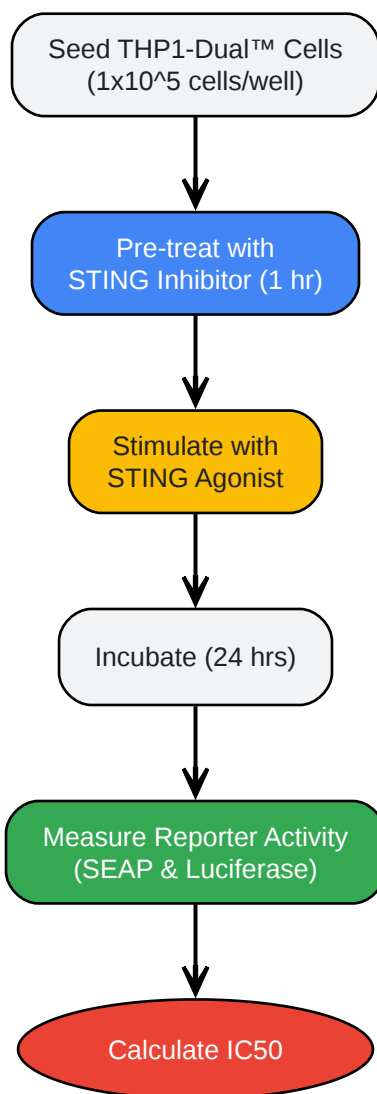 Seed THP1-Dual™ Cells
(1x10^5 cells/well)
Pre-treat with
STING Inhibitor (1 hr)
Stimulate with
STING Agonist
Incubate (24 hrs)
Measure Reporter Activity
(SEAP & Luciferase)
Calculate IC50